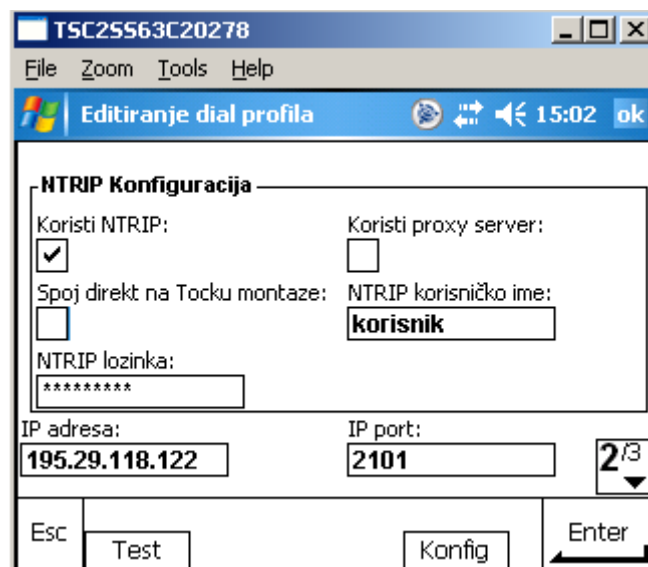 TSC2SS63C20278
File Zoom Tools Help
Editiranje dial profila 15:02 ok
NTRIP Konfiguracija
Koristi NTRIP: Koristi proxy server:
Spoj direkt na Tocku montaze: NTRIP korisničko ime:
korisnik
NTRIP lozinka:
*********
IP adresa: IP port:
195.29.118.122 2101
2/3
Esc Test Konfig Enter